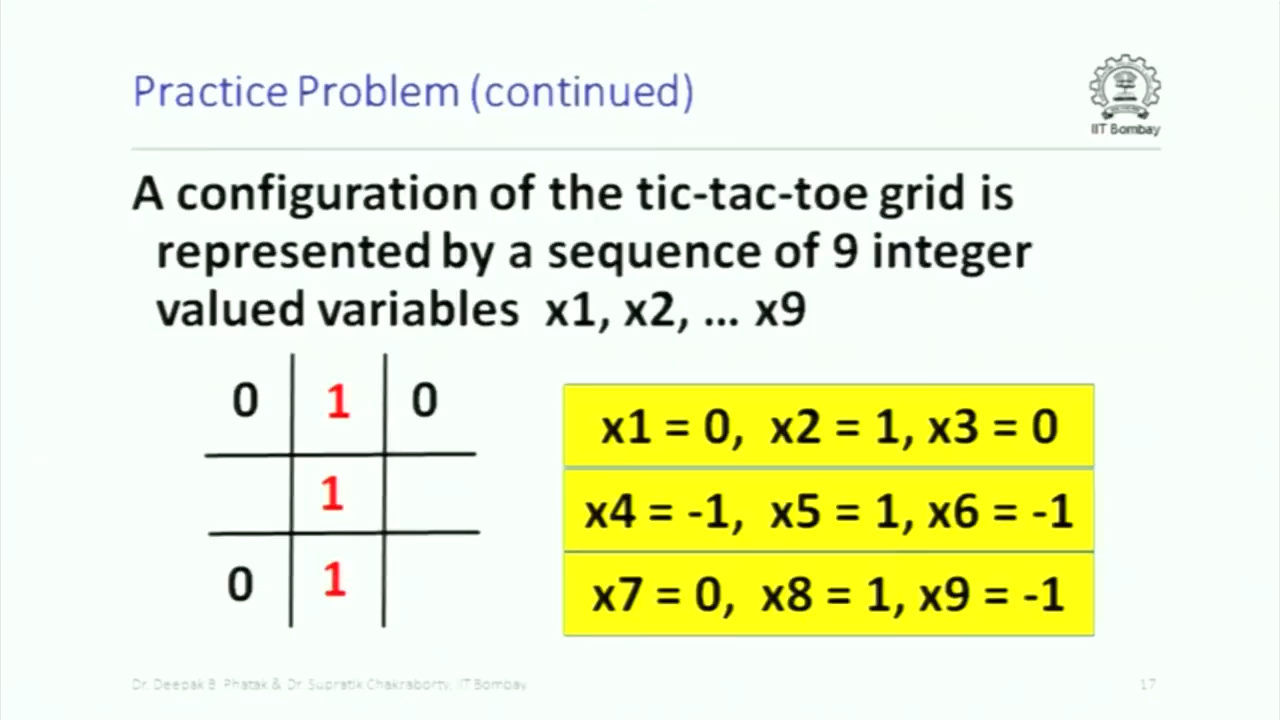 Practice Problem (continued)
IIT Bombay
A configuration of the tic-tac-toe grid is
represented by a sequence of 9 integer
valued variables x1, x2, ... x9
0 1 0
1
0 1
x1 = 0, x2 = 1, x3 = 0
x4 = -1, x5 = 1, x6 = -1
x7 = 0, x8 = 1, x9 = -1
Dr. Deepak B. Phatak & Dr. Supratik Chakraborty, IIT Bombay
17